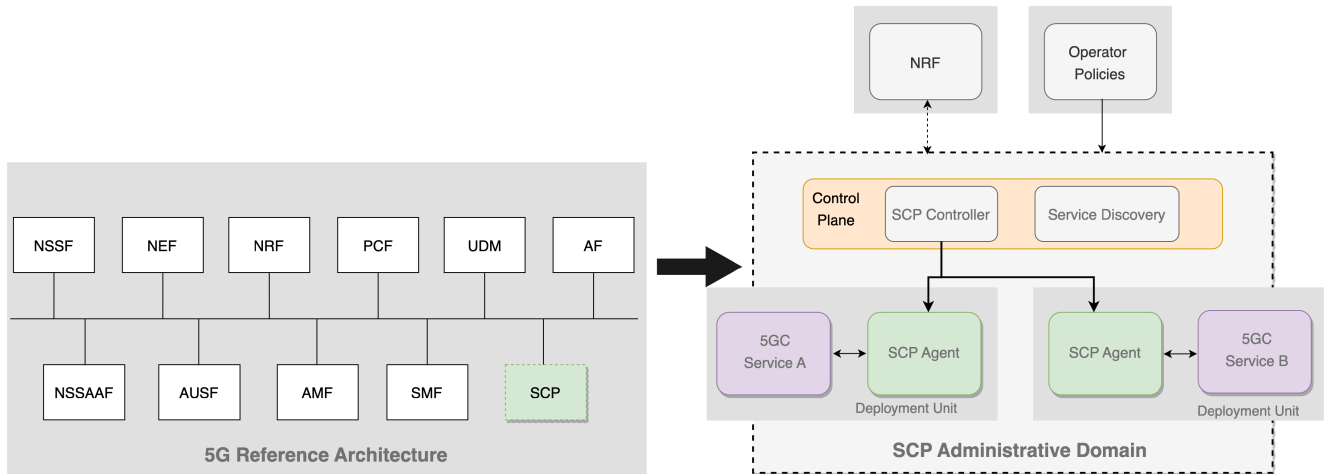 NSSF
NEF
NRF
PCF
UDM
AF
NSSAAF
AUSF
AMF
SMF
SCP
5G Reference Architecture
NRF
Operator
Policies
Control
Plane
SCP Controller
Service Discovery
5GC
Service A
SCP Agent
Deployment Unit
SCP Agent
5GC
Service B
Deployment Unit
SCP Administrative Domain